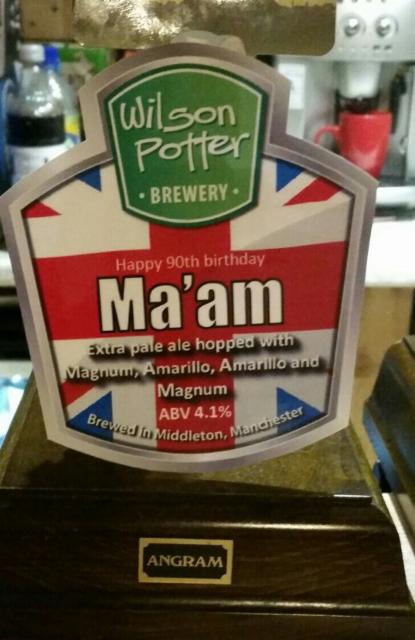 Wilson
Potter
• BREWERY •
Happy 90th birthday
Ma'am
Extra pale ale hopped with
Magnum, Amarillo, Amarillo and
Magnum
ABV 4.1%
Brewed in Middleton, Manchester
ANGRAM